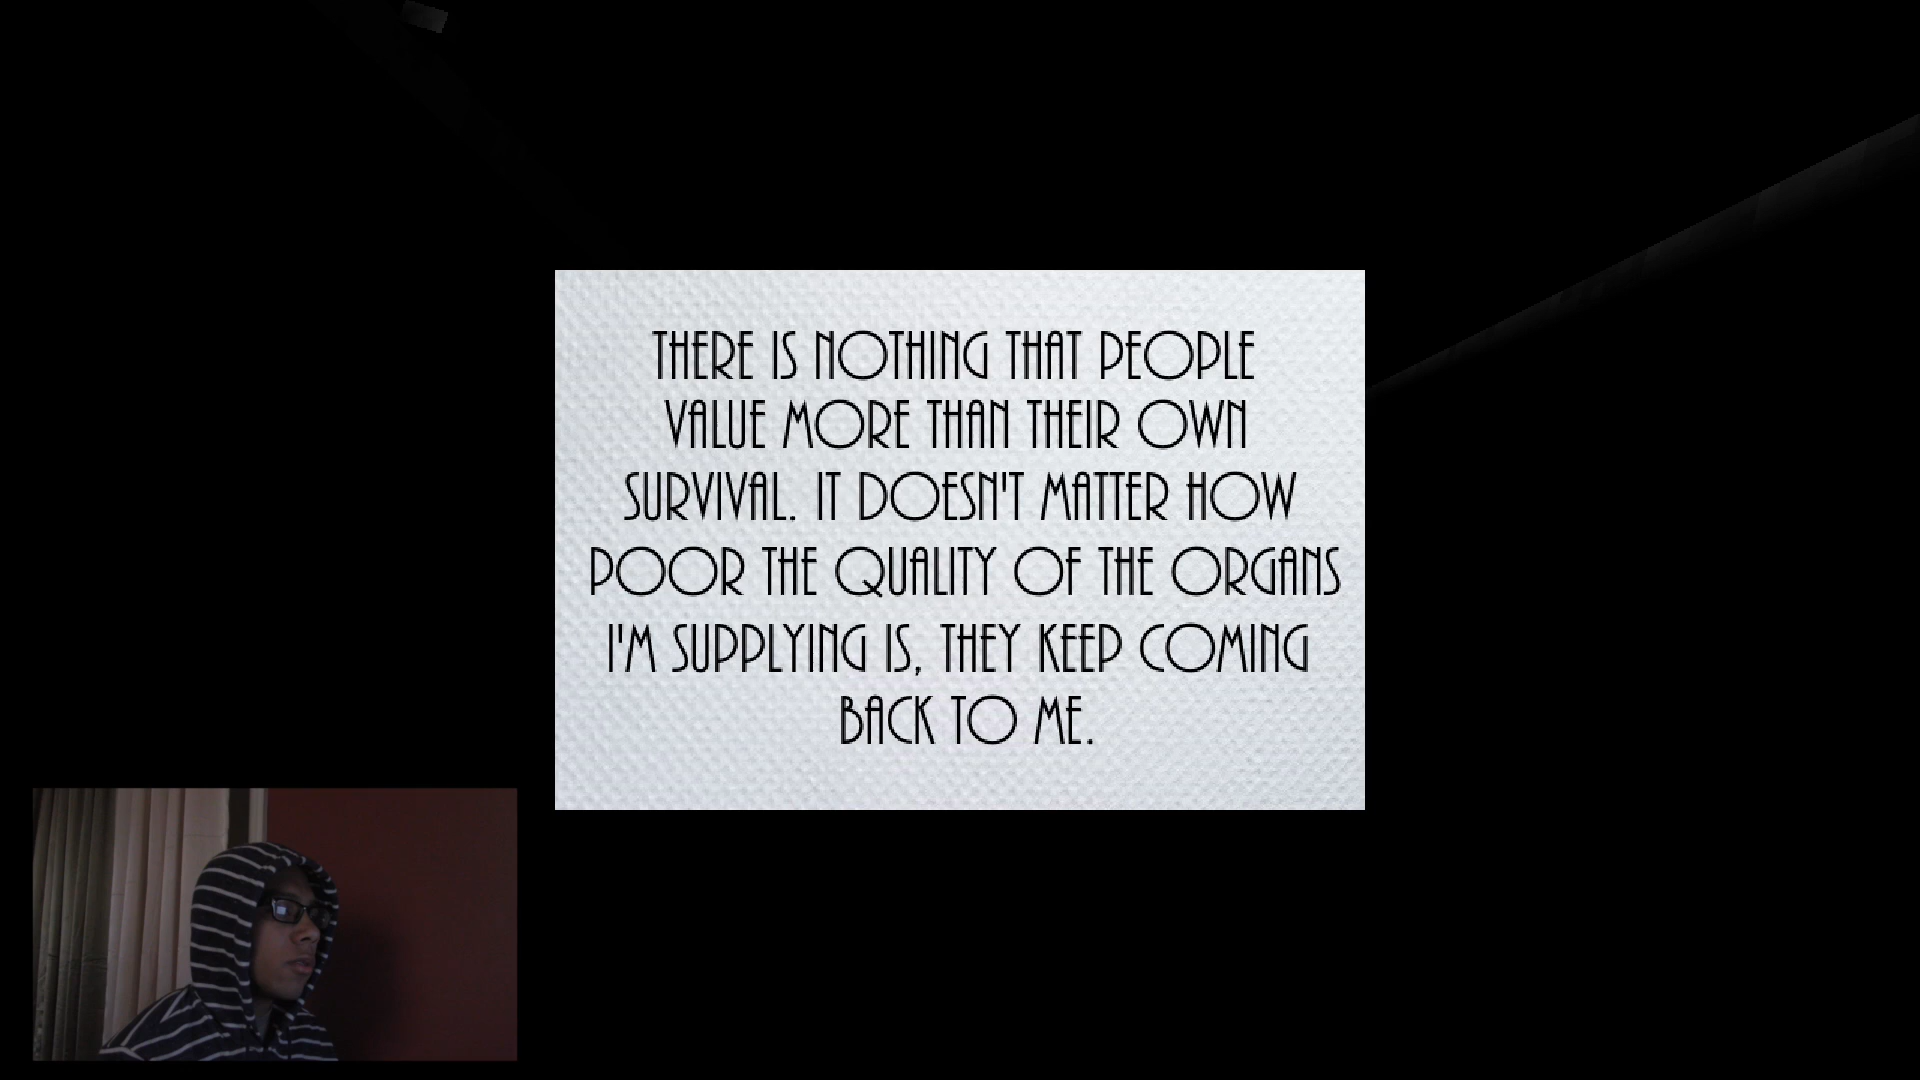 THERE IS NOTHING THAT PEOPLE
VALUE MORE THAN THEIR OWN
SURVIVAL. IT DOESN'T MATTER HOW
POOR THE QUALITY OF THE ORGANS
I'M SUPPLYING IS, THEY KEEP COMING
BACK TO ME.